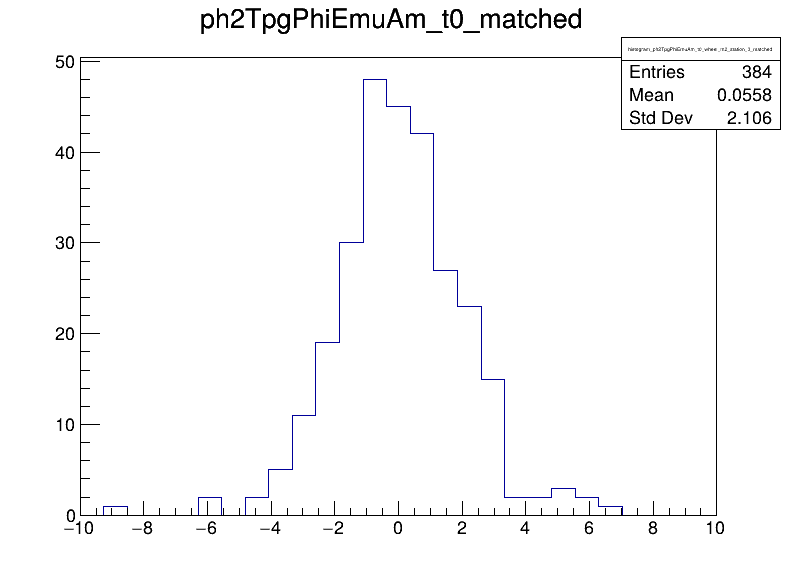 ph2TpgPhiEmuAm_t0_matched
histogram_ph2TpgPhiEmuAm_t0_wheel_m2_station_3_matched
Entries 384
Mean 0.0558
Std Dev 2.106
50
40
30
20
10
0
−10 −8 −6 −4 −2 0 2 4 6 8 10